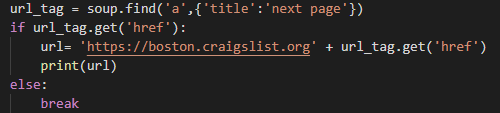 url_tag = soup.find('a',{'title':'next page'})
if url_tag.get('href'):
    url= 'https://boston.craigslist.org' + url_tag.get('href')
    print(url)
else:
    break